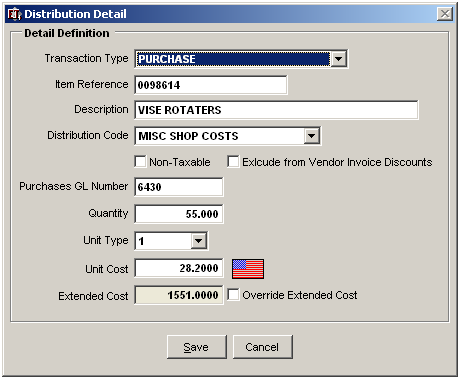 Distribution Detail
Detail Definition
Transaction Type PURCHASE
Item Reference 0098614
Description VISE ROTATERS
Distribution Code MISC SHOP COSTS
Non-Taxable Exlcude from Vendor Invoice Discounts
Purchases GL Number 6430
Quantity 55.000
Unit Type 1
Unit Cost 28.2000
Extended Cost 1551.0000 Override Extended Cost
Save Cancel